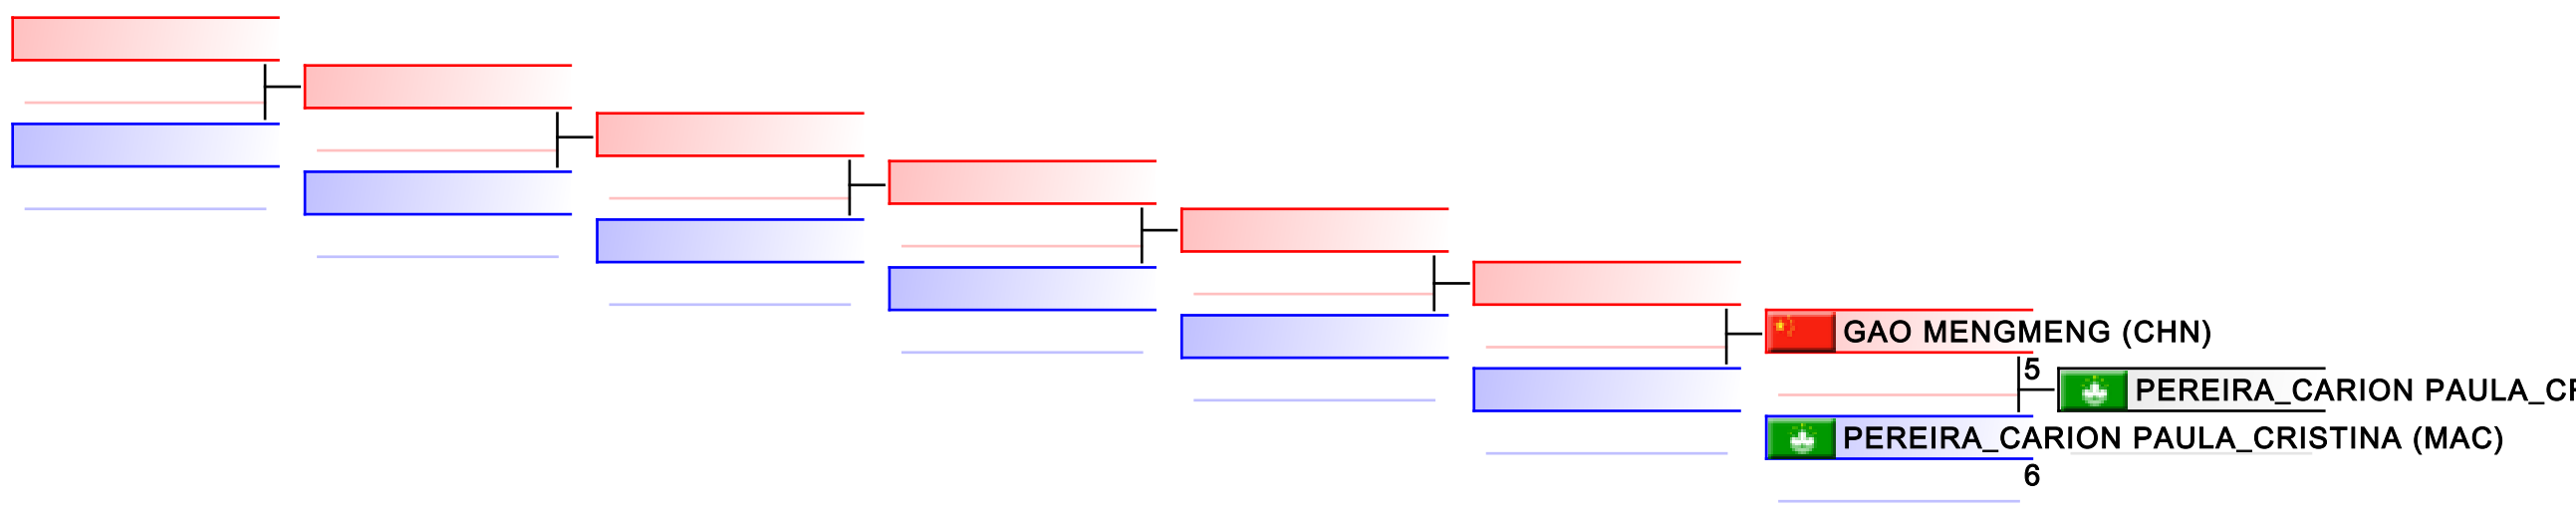 GAO MENGMENG (CHN)
5
PEREIRA_CARION PAULA_CR
PEREIRA_CARION PAULA_CRISTINA (MAC)
6